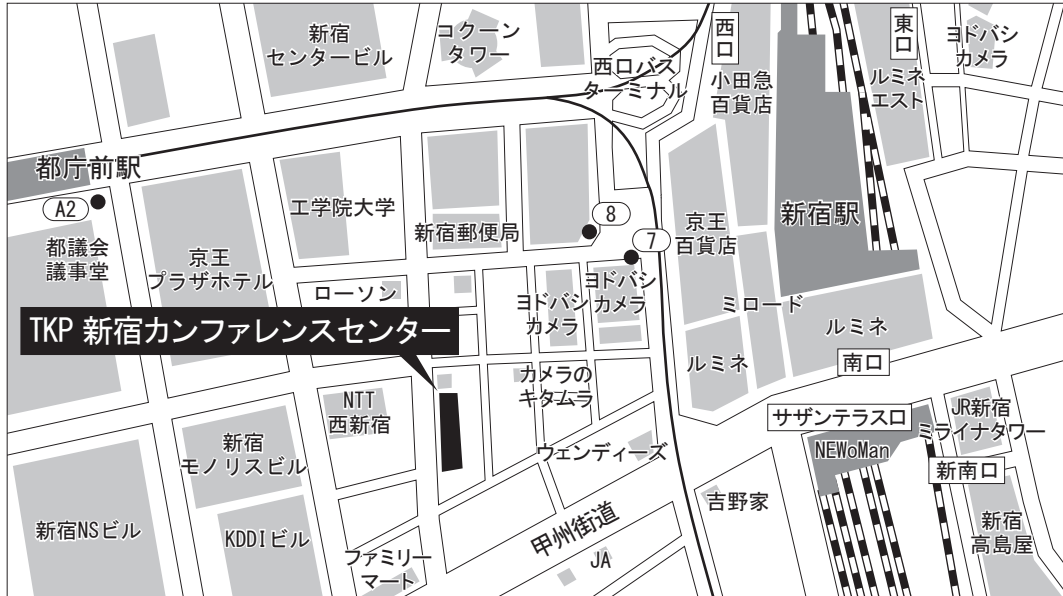 新宿
センタービル
コクーン
タワー
西口バス
ターミナル
西口
小田急
百貨店
東口
ルミネ
エスト
ヨドバシ
カメラ
都庁前駅
A2
都議会
議事堂
京王
プラザホテル
工学院大学
新宿郵便局
8
7
京王
百貨店
新宿駅
ローソン
ヨドバシ
カメラ
ヨドバシ
カメラ
ミロード
ルミネ
ルミネ
南口
TKP 新宿カンファレンスセンター
NTT
西新宿
カメラの
キタムラ
サザンテラス口
NEWoMan
JR新宿
ミライナタワー
新南口
新宿
モノリスビル
ウェンディーズ
吉野家
新宿NSビル
KDDIビル
甲州街道
ファミリー
マート
JA
新宿
高島屋